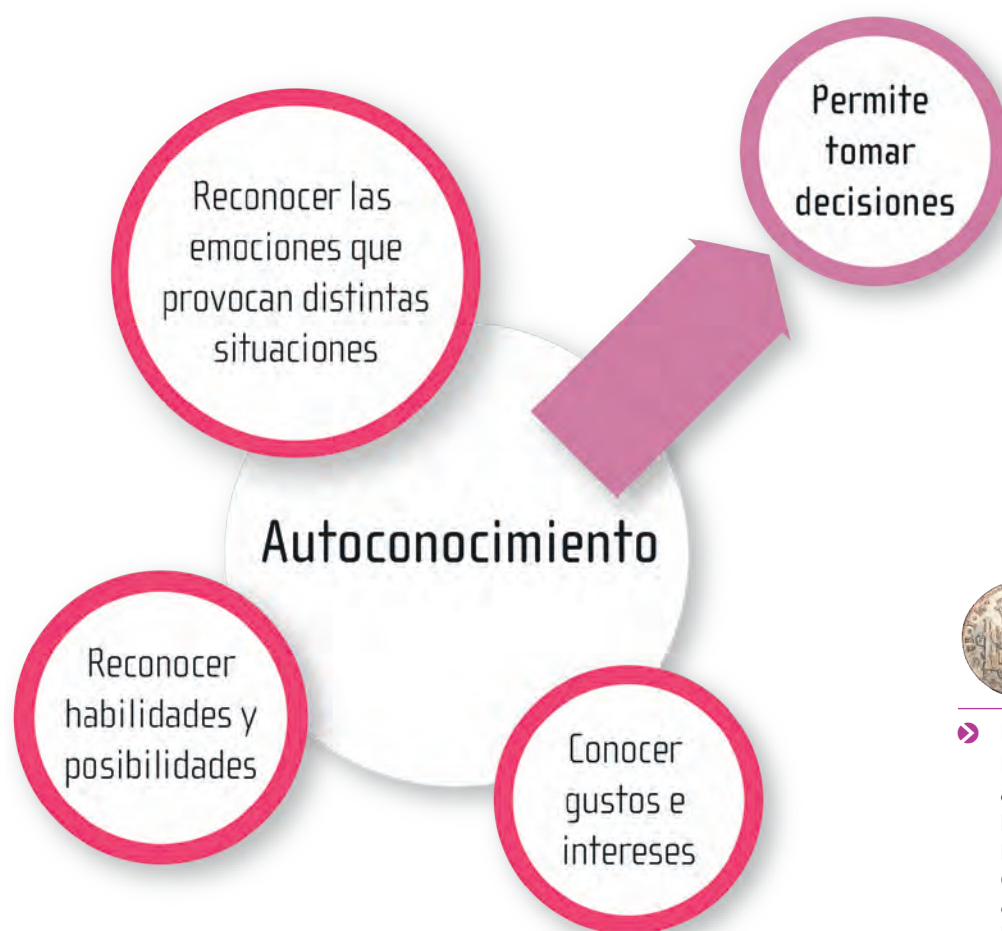 Permite
tomar
decisiones
Reconocer las
emociones que
provocan distintas
situaciones
Autoconocimiento
Reconocer
habilidades y
posibilidades
Conocer
gustos e
intereses